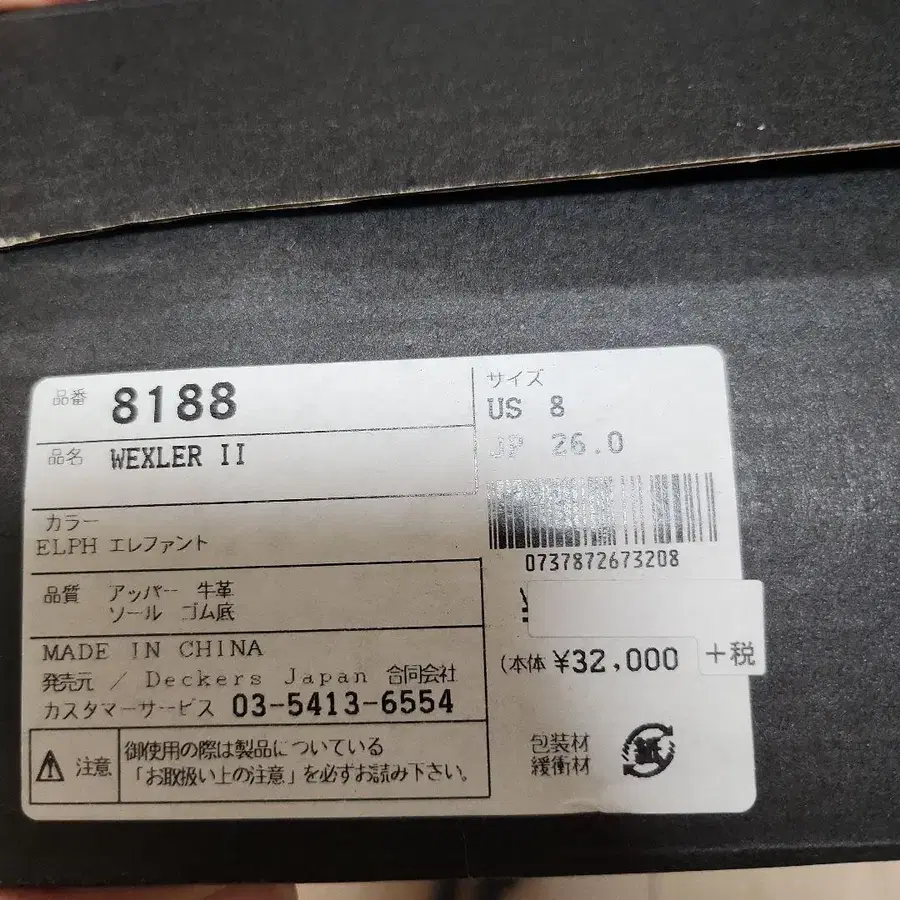 品番 8188
品名 WEXLER II
カラー
ELPH エレファント
品質 アッパー 牛革
ソール ゴム底
MADE IN CHINA
発売元 / Deckers Japan 合同会社
カスタマーサービス 03-5413-6554
注意 御使用の際は製品についている
「お取扱い上の注意」を必ずお読み下さい。
サイズ
US 8
JP 26.0
0737872673208
¥
(本体 ¥32,000 +税
包装材
緩衝材
紙